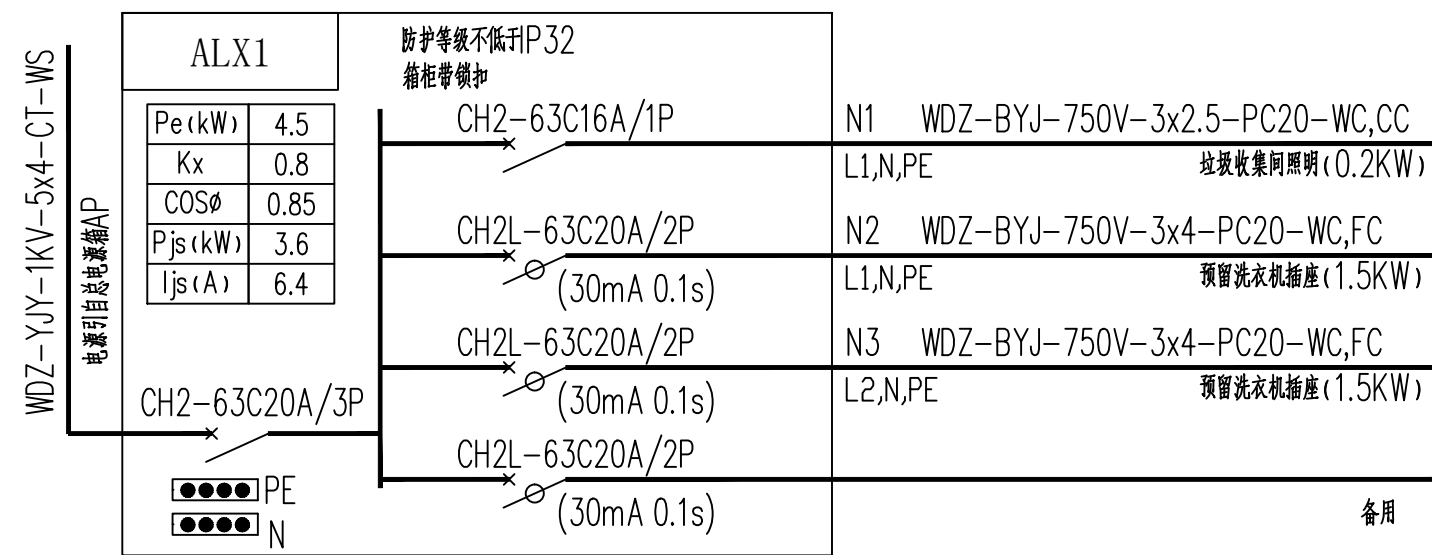 WDZ-YJY-1KV-5x4-CT-WS
电源引自总电源箱AP
ALX1
防护等级不低于IP32
箱柜带锁扣
Pe(kW) 4.5
Kx 0.8
COSø 0.85
Pjs(kW) 3.6
Ijs(A) 6.4
CH2-63C20A/3P
PE
N
CH2-63C16A/1P
N1 WDZ-BYJ-750V-3x2.5-PC20-WC,CC
L1,N,PE 垃圾收集间照明(0.2KW)
CH2L-63C20A/2P
(30mA 0.1s)
N2 WDZ-BYJ-750V-3x4-PC20-WC,FC
L1,N,PE 预留洗衣机插座(1.5KW)
CH2L-63C20A/2P
(30mA 0.1s)
N3 WDZ-BYJ-750V-3x4-PC20-WC,FC
L2,N,PE 预留洗衣机插座(1.5KW)
CH2L-63C20A/2P
(30mA 0.1s)
备用